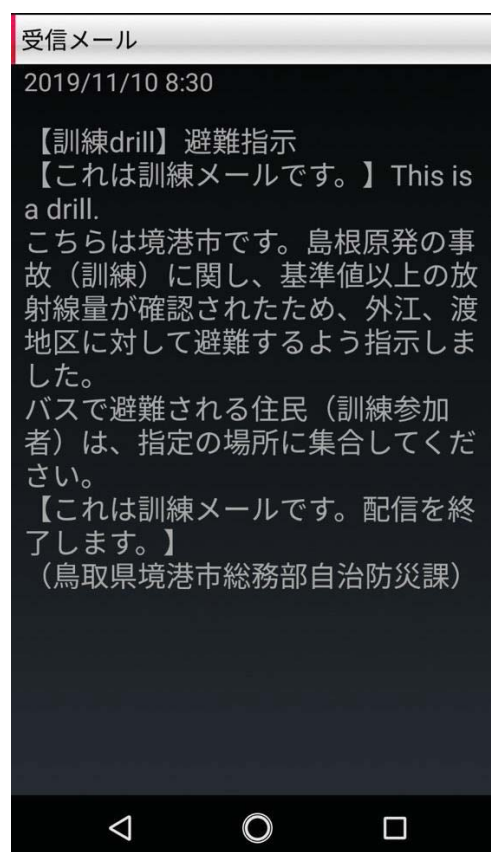 受信メール
2019/11/10 8:30
【訓練drill】避難指示
【これは訓練メールです。】This is
a drill.
こちらは境港市です。島根原発の事
故（訓練）に関し、基準値以上の放
射線量が確認されたため、外江、渡
地区に対して避難するよう指示しま
した。
バスで避難される住民（訓練参加
者）は、指定の場所に集合してくだ
さい。
【これは訓練メールです。配信を終
了します。】
（鳥取県境港市総務部自治防災課）